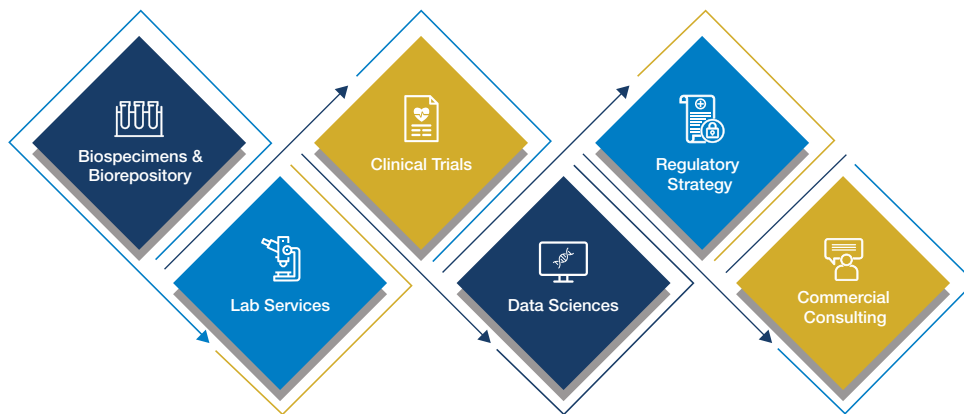 Biospecimens &
Biorepository
Lab Services
Clinical Trials
Data Sciences
Regulatory
Strategy
Commercial
Consulting